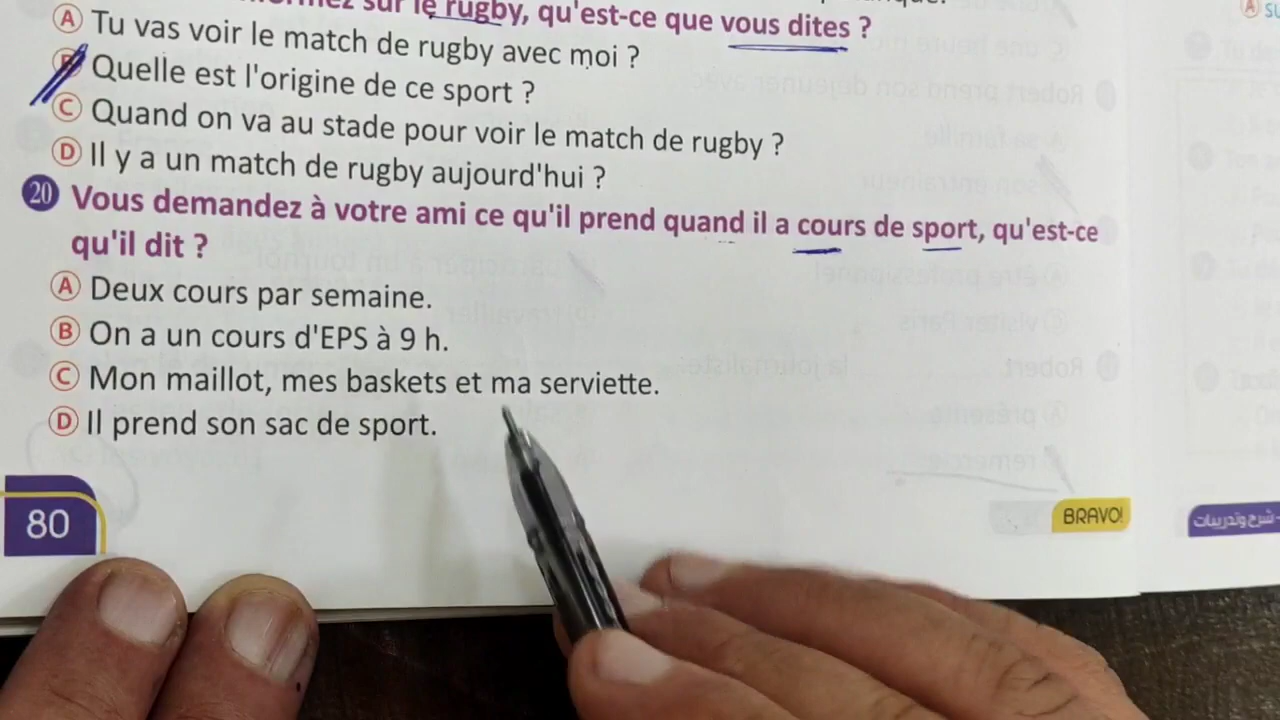 sur le rugby, qu'est-ce que vous dites ?
A Tu vas voir le match de rugby avec moi ?
B Quelle est l'origine de ce sport ?
C Quand on va au stade pour voir le match de rugby ?
D Il y a un match de rugby aujourd'hui ?
20 Vous demandez à votre ami ce qu'il prend quand il a cours de sport, qu'est-ce
qu'il dit ?
A Deux cours par semaine.
B On a un cours d'EPS à 9 h.
C Mon maillot, mes baskets et ma serviette.
D Il prend son sac de sport.
80
BRAVO!
شرح وتدريبات